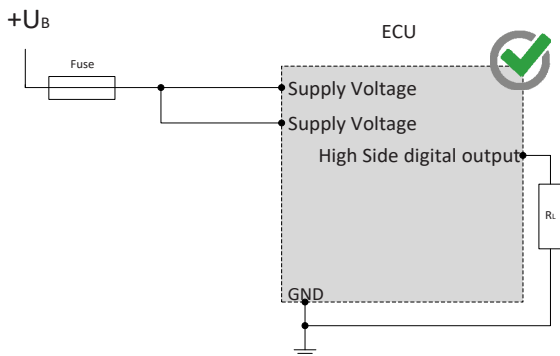 +UB
ECU
Fuse
Supply Voltage
Supply Voltage
High Side digital output
RL
GND